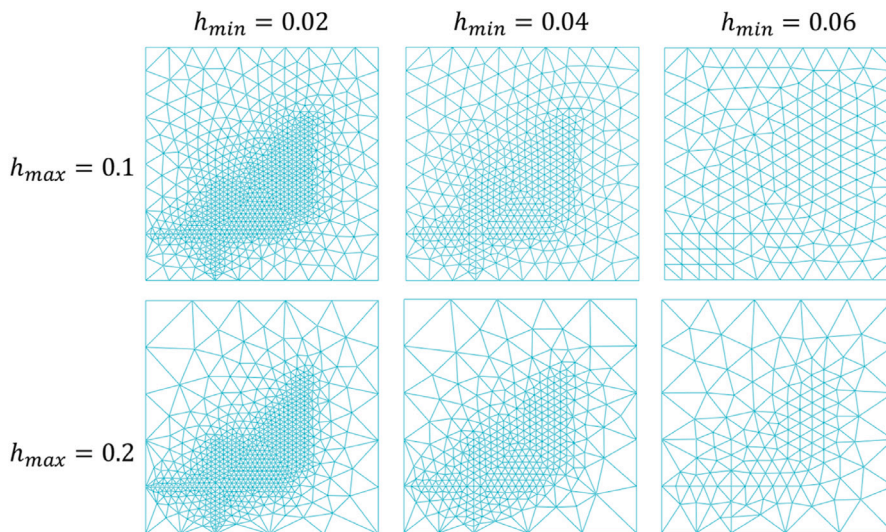 h_min = 0.02 h_min = 0.04 h_min = 0.06
h_max = 0.1
h_max = 0.2